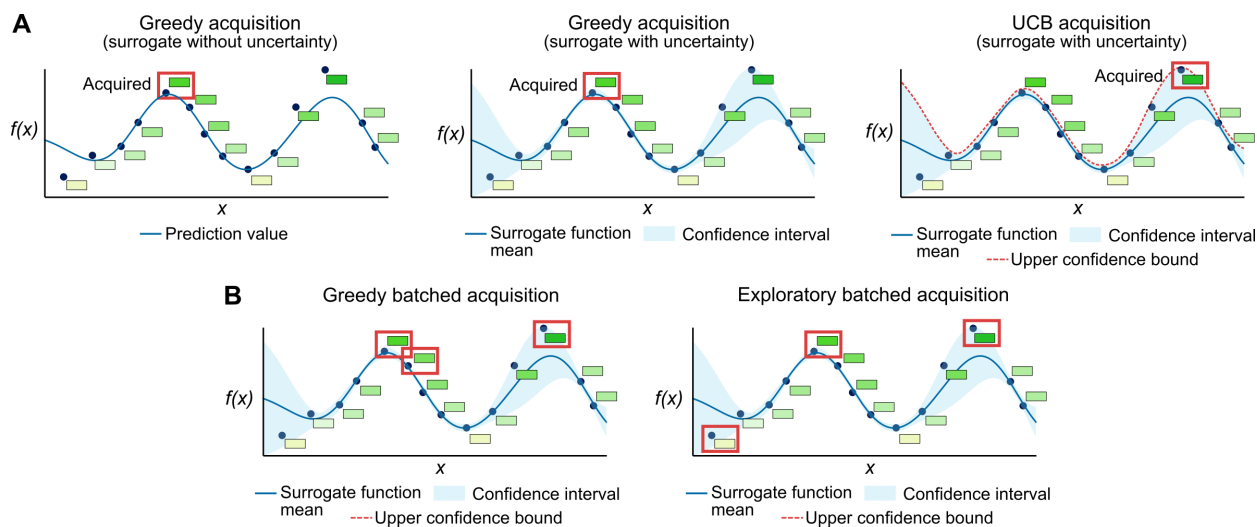 A
Greedy acquisition
(surrogate without uncertainty)
Acquired
f(x)
x
Prediction value
Greedy acquisition
(surrogate with uncertainty)
Acquired
x
Surrogate function mean
Confidence interval
UCB acquisition
(surrogate with uncertainty)
Acquired
x
Surrogate function mean
Confidence interval
Upper confidence bound
B
Greedy batched acquisition
f(x)
x
Surrogate function mean
Confidence interval
Upper confidence bound
Exploratory batched acquisition
f(x)
x
Surrogate function mean
Confidence interval
Upper confidence bound